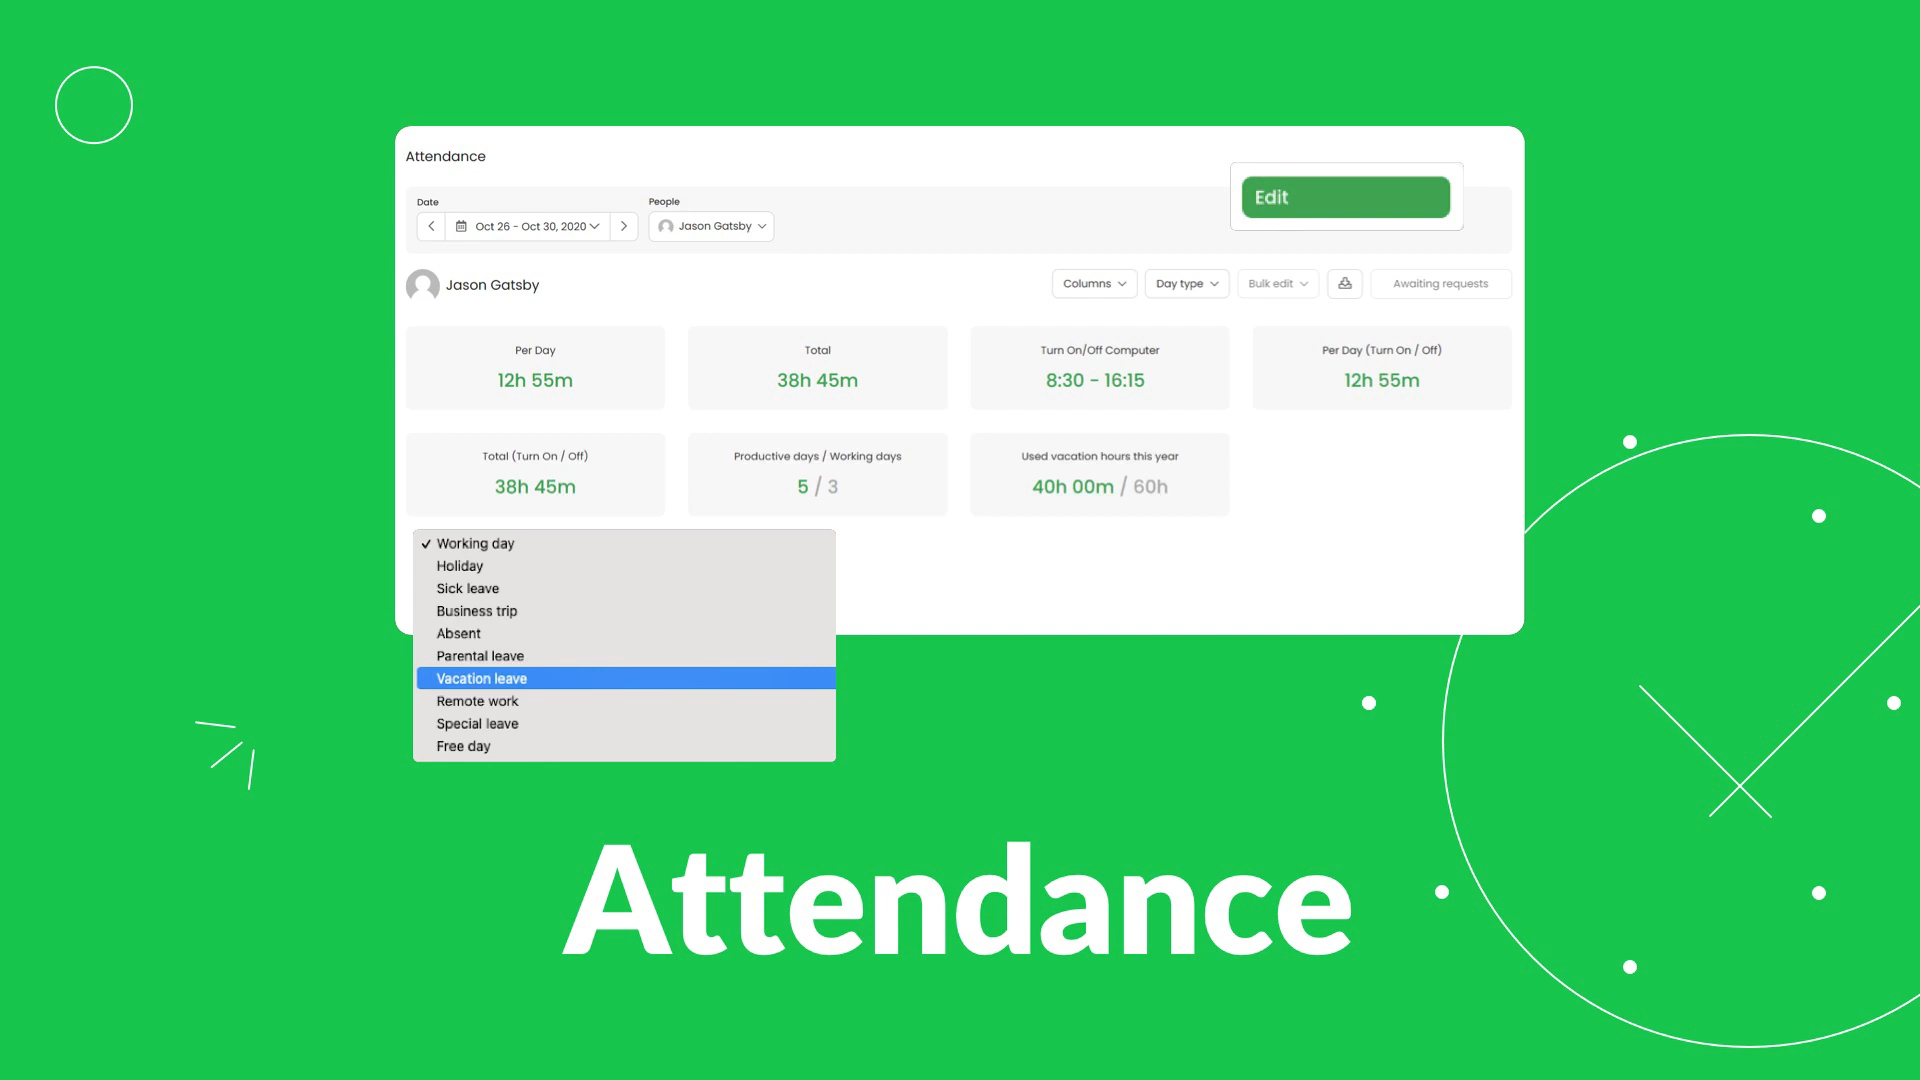 Attendance
Edit
Date
People
Oct 26 - Oct 30, 2020
Jason Gatsby
Jason Gatsby
Columns
Day type
Bulk edit
Awaiting requests
Per Day
Total
Turn On/Off Computer
Per Day (Turn On / Off)
12h 55m
38h 45m
8:30 - 16:15
12h 55m
Total (Turn On / Off)
Productive days / Working days
Used vacation hours this year
38h 45m
5 / 3
40h 00m / 60h
✓ Working day
Holiday
Sick leave
Business trip
Absent
Parental leave
Vacation leave
Remote work
Special leave
Free day
Attendance